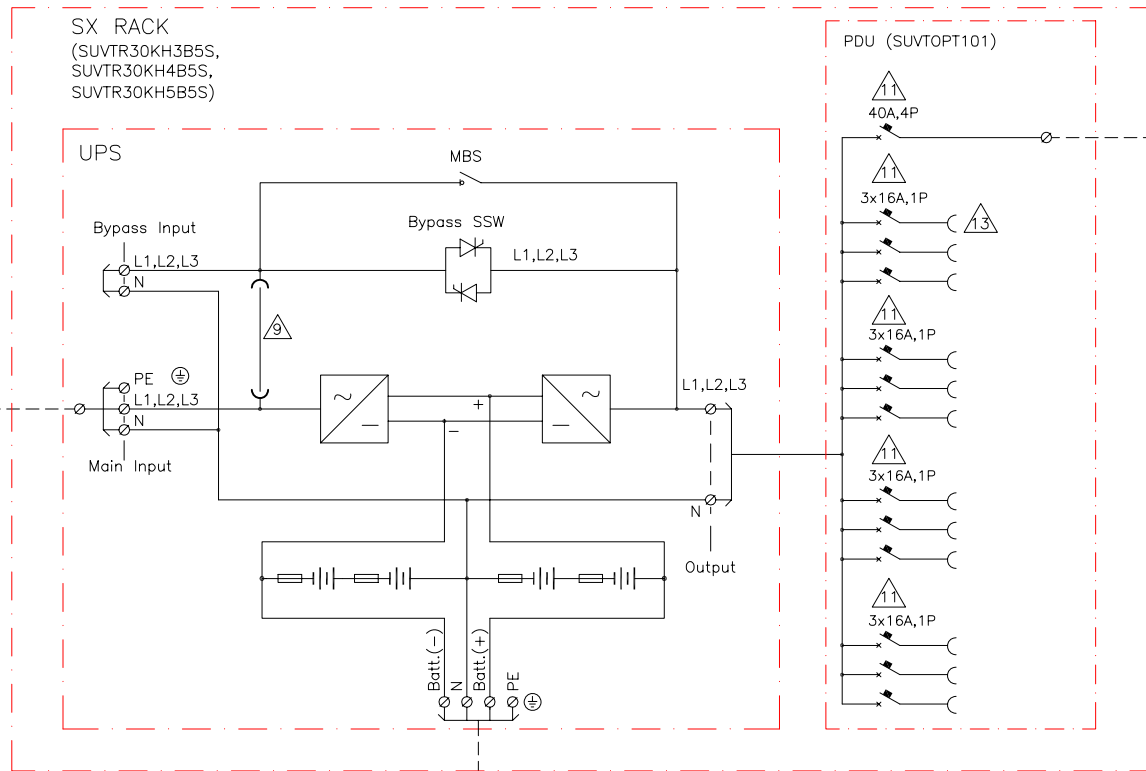 SX RACK
(SUVTR30KH3B5S,
SUVTR30KH4B5S,
SUVTR30KH5B5S)
UPS
MBS
Bypass SSW
Bypass Input
L1,L2,L3
N
L1,L2,L3
9
PE
L1,L2,L3
N
Main Input
~
—
+
—
~
—
L1,L2,L3
N
Output
Batt.(-)
N
Batt.(+)
PE
PDU (SUVTOPT101)
11
40A,4P
11
3x16A,1P
13
11
3x16A,1P
11
3x16A,1P
11
3x16A,1P